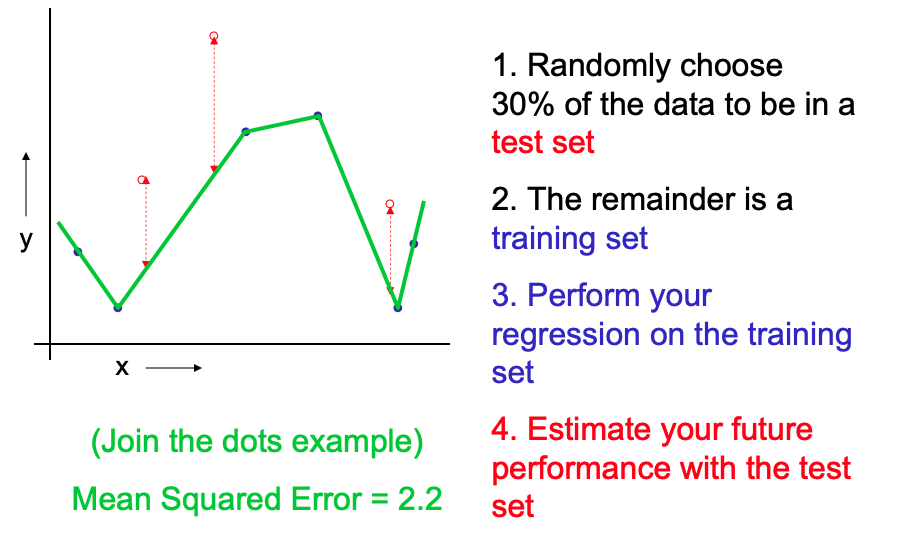 y
x
(Join the dots example)
Mean Squared Error = 2.2
1. Randomly choose
30% of the data to be in a
test set
2. The remainder is a
training set
3. Perform your
regression on the training
set
4. Estimate your future
performance with the test
set